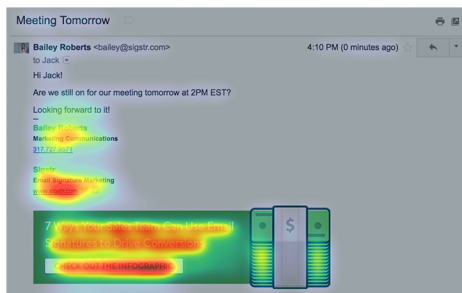 Meeting Tomorrow
Bailey Roberts <bailey@sigstr.com>
4:10 PM (0 minutes ago)
to Jack
Hi Jack!
Are we still on for our meeting tomorrow at 2PM EST?
Looking forward to it!
--
Bailey Roberts
Marketing Communications
Sigstr
Email Signature Marketing
7 Ways Your Sales Team Can Use Email
Signatures to Drive Conversions
CHECK OUT THE INFOGRAPHIC
$